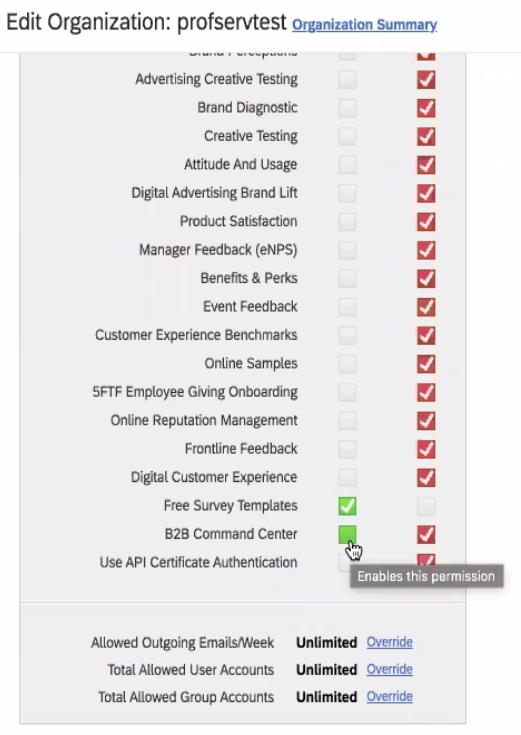 Edit Organization: profservtest Organization Summary
Brand Perceptions
Advertising Creative Testing
Brand Diagnostic
Creative Testing
Attitude And Usage
Digital Advertising Brand Lift
Product Satisfaction
Manager Feedback (eNPS)
Benefits & Perks
Event Feedback
Customer Experience Benchmarks
Online Samples
5FTF Employee Giving Onboarding
Online Reputation Management
Frontline Feedback
Digital Customer Experience
Free Survey Templates
B2B Command Center
Use API Certificate Authentication
Enables this permission
Allowed Outgoing Emails/Week Unlimited Override
Total Allowed User Accounts Unlimited Override
Total Allowed Group Accounts Unlimited Override